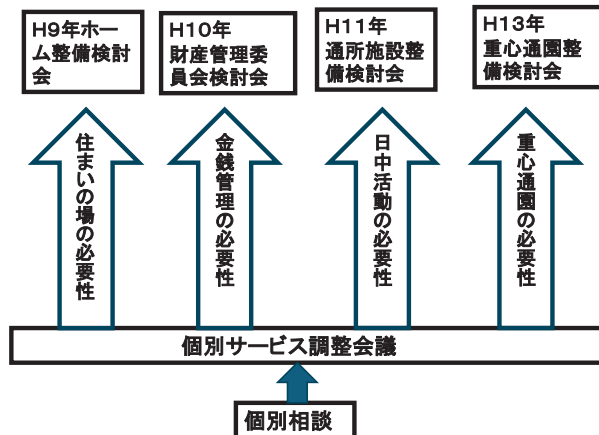 H9年ホー
ム整備検討
会
H10年
財産管理委
員会検討会
H11年
通所施設整
備検討会
H13年
重心通園整
備検討会
住まいの場の必要性
金銭管理の必要性
日中活動の必要性
重心通園の必要性
個別サービス調整会議
個別相談